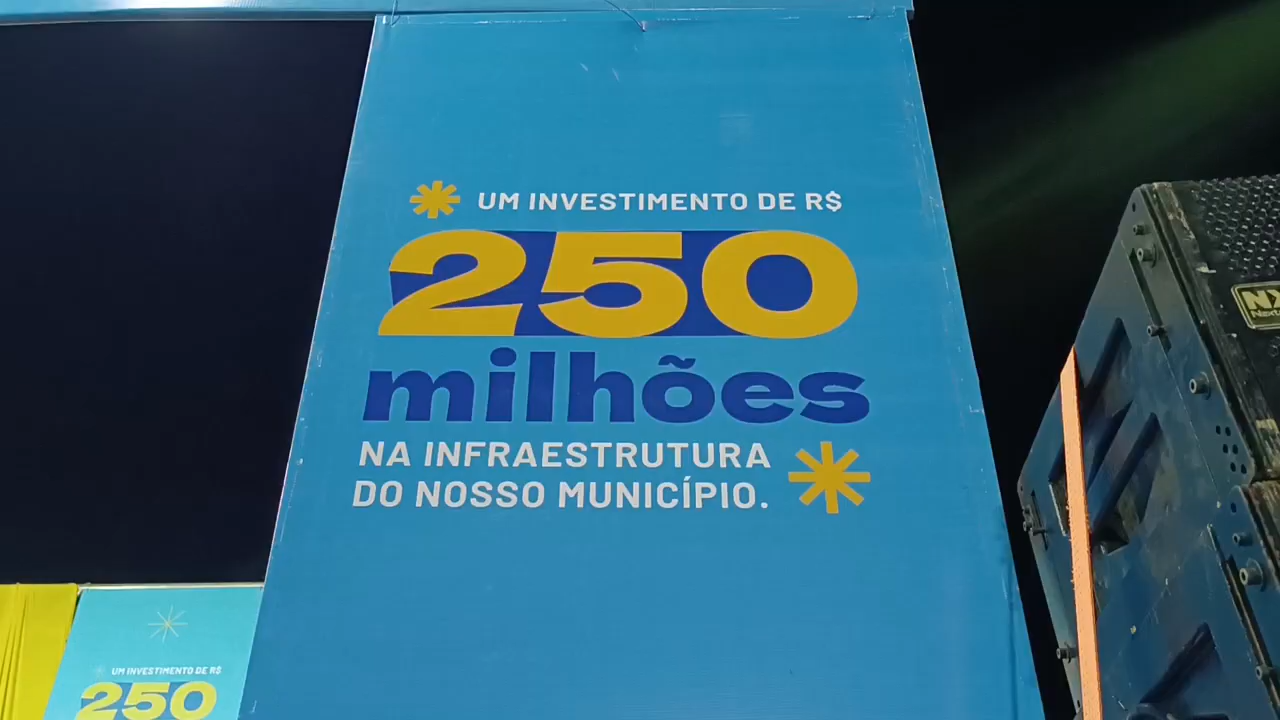 UM INVESTIMENTO DE R$
250
milhões
NA INFRAESTRUTURA
DO NOSSO MUNICÍPIO.
UM INVESTIMENTO DE R$
250